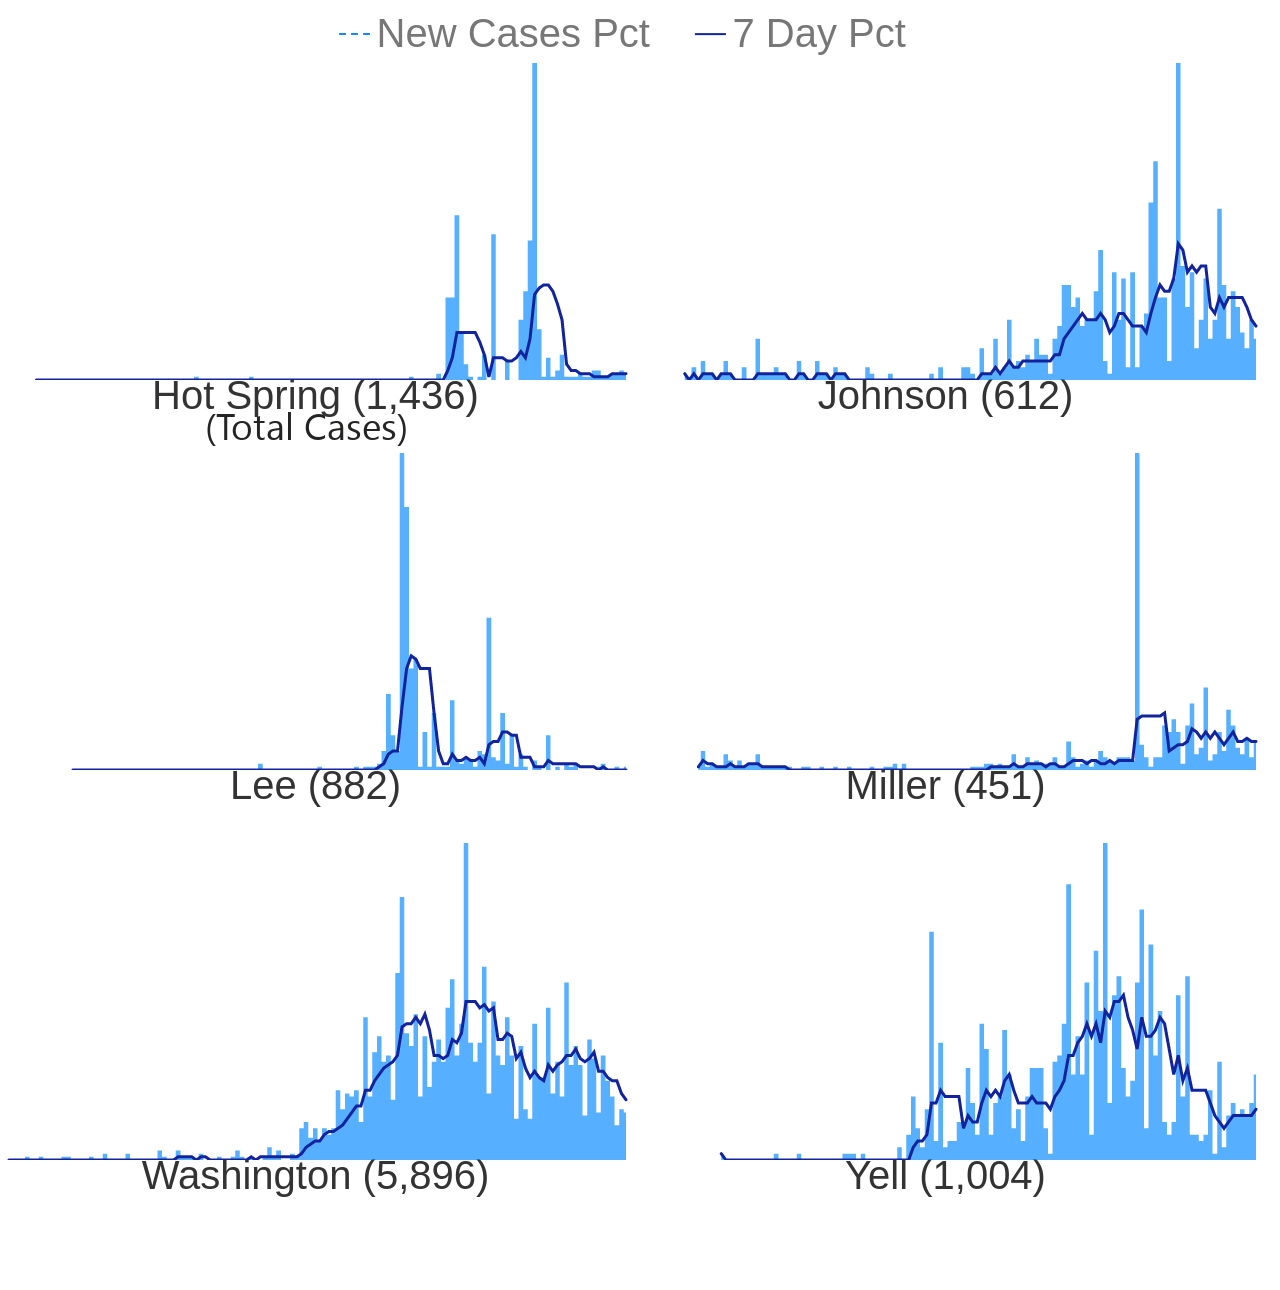 New Cases Pct 7 Day Pct
Hot Spring (1,436)
(Total Cases)
Johnson (612)
Lee (882)
Miller (451)
Washington (5,896)
Yell (1,004)